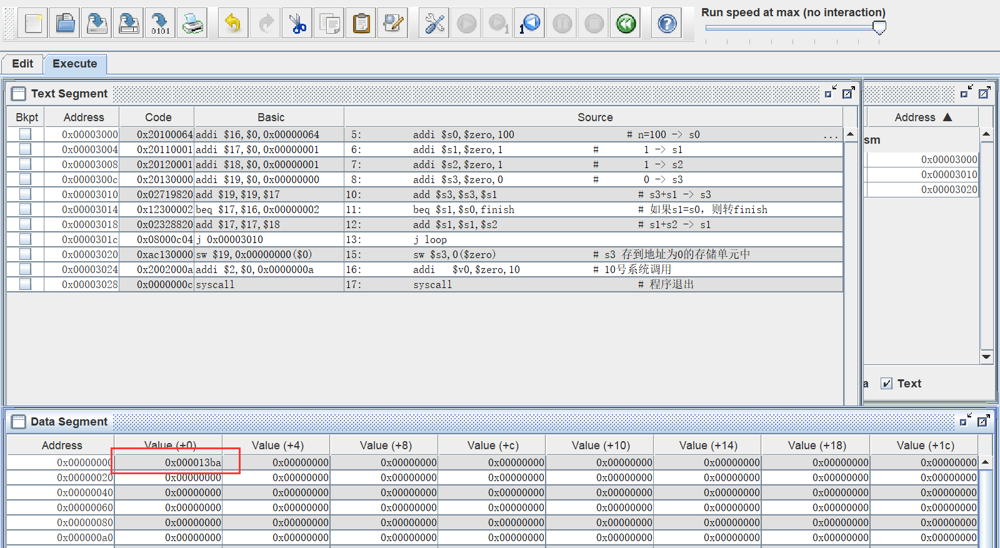 Run speed at max (no interaction)
0101
1
1
Edit Execute
Text Segment
Bkpt Address Code Basic Source
0x00003000 0x20100064 addi $16,$0,0x00000064 5: addi $s0,$zero,100 # n=100 -> s0 ...
0x00003004 0x20110001 addi $17,$0,0x00000001 6: addi $s1,$zero,1 # 1 -> s1
0x00003008 0x20120001 addi $18,$0,0x00000001 7: addi $s2,$zero,1 # 1 -> s2
0x0000300c 0x20130000 addi $19,$0,0x00000000 8: addi $s3,$zero,0 # 0 -> s3
0x00003010 0x02719820 add $19,$19,$17 10: add $s3,$s3,$s1 # s3+s1 -> s3
0x00003014 0x12300002 beq $17,$16,0x00000002 11: beq $s1,$s0,finish # 如果s1=s0，则转finish
0x00003018 0x02328820 add $17,$17,$18 12: add $s1,$s1,$s2 # s1+s2 -> s1
0x0000301c 0x08000c04 j 0x00003010 13: j loop
0x00003020 0xac130000 sw $19,0x00000000($0) 15: sw $s3,0($zero) # s3 存到地址为0的存储单元中
0x00003024 0x2002000a addi $2,$0,0x0000000a 16: addi $v0,$zero,10 # 10号系统调用
0x00003028 0x0000000c syscall 17: syscall # 程序退出
Address ▲
sm
0x00003000
0x00003010
0x00003020
a Text
Data Segment
Address Value (+0) Value (+4) Value (+8) Value (+c) Value (+10) Value (+14) Value (+18) Value (+1c)
0x00000000 0x000013ba 0x00000000 0x00000000 0x00000000 0x00000000 0x00000000 0x00000000 0x00000000
0x00000020 0x00000000 0x00000000 0x00000000 0x00000000 0x00000000 0x00000000 0x00000000 0x00000000
0x00000040 0x00000000 0x00000000 0x00000000 0x00000000 0x00000000 0x00000000 0x00000000 0x00000000
0x00000060 0x00000000 0x00000000 0x00000000 0x00000000 0x00000000 0x00000000 0x00000000 0x00000000
0x00000080 0x00000000 0x00000000 0x00000000 0x00000000 0x00000000 0x00000000 0x00000000 0x00000000
0x000000a0 0x00000000 0x00000000 0x00000000 0x00000000 0x00000000 0x00000000 0x00000000 0x00000000